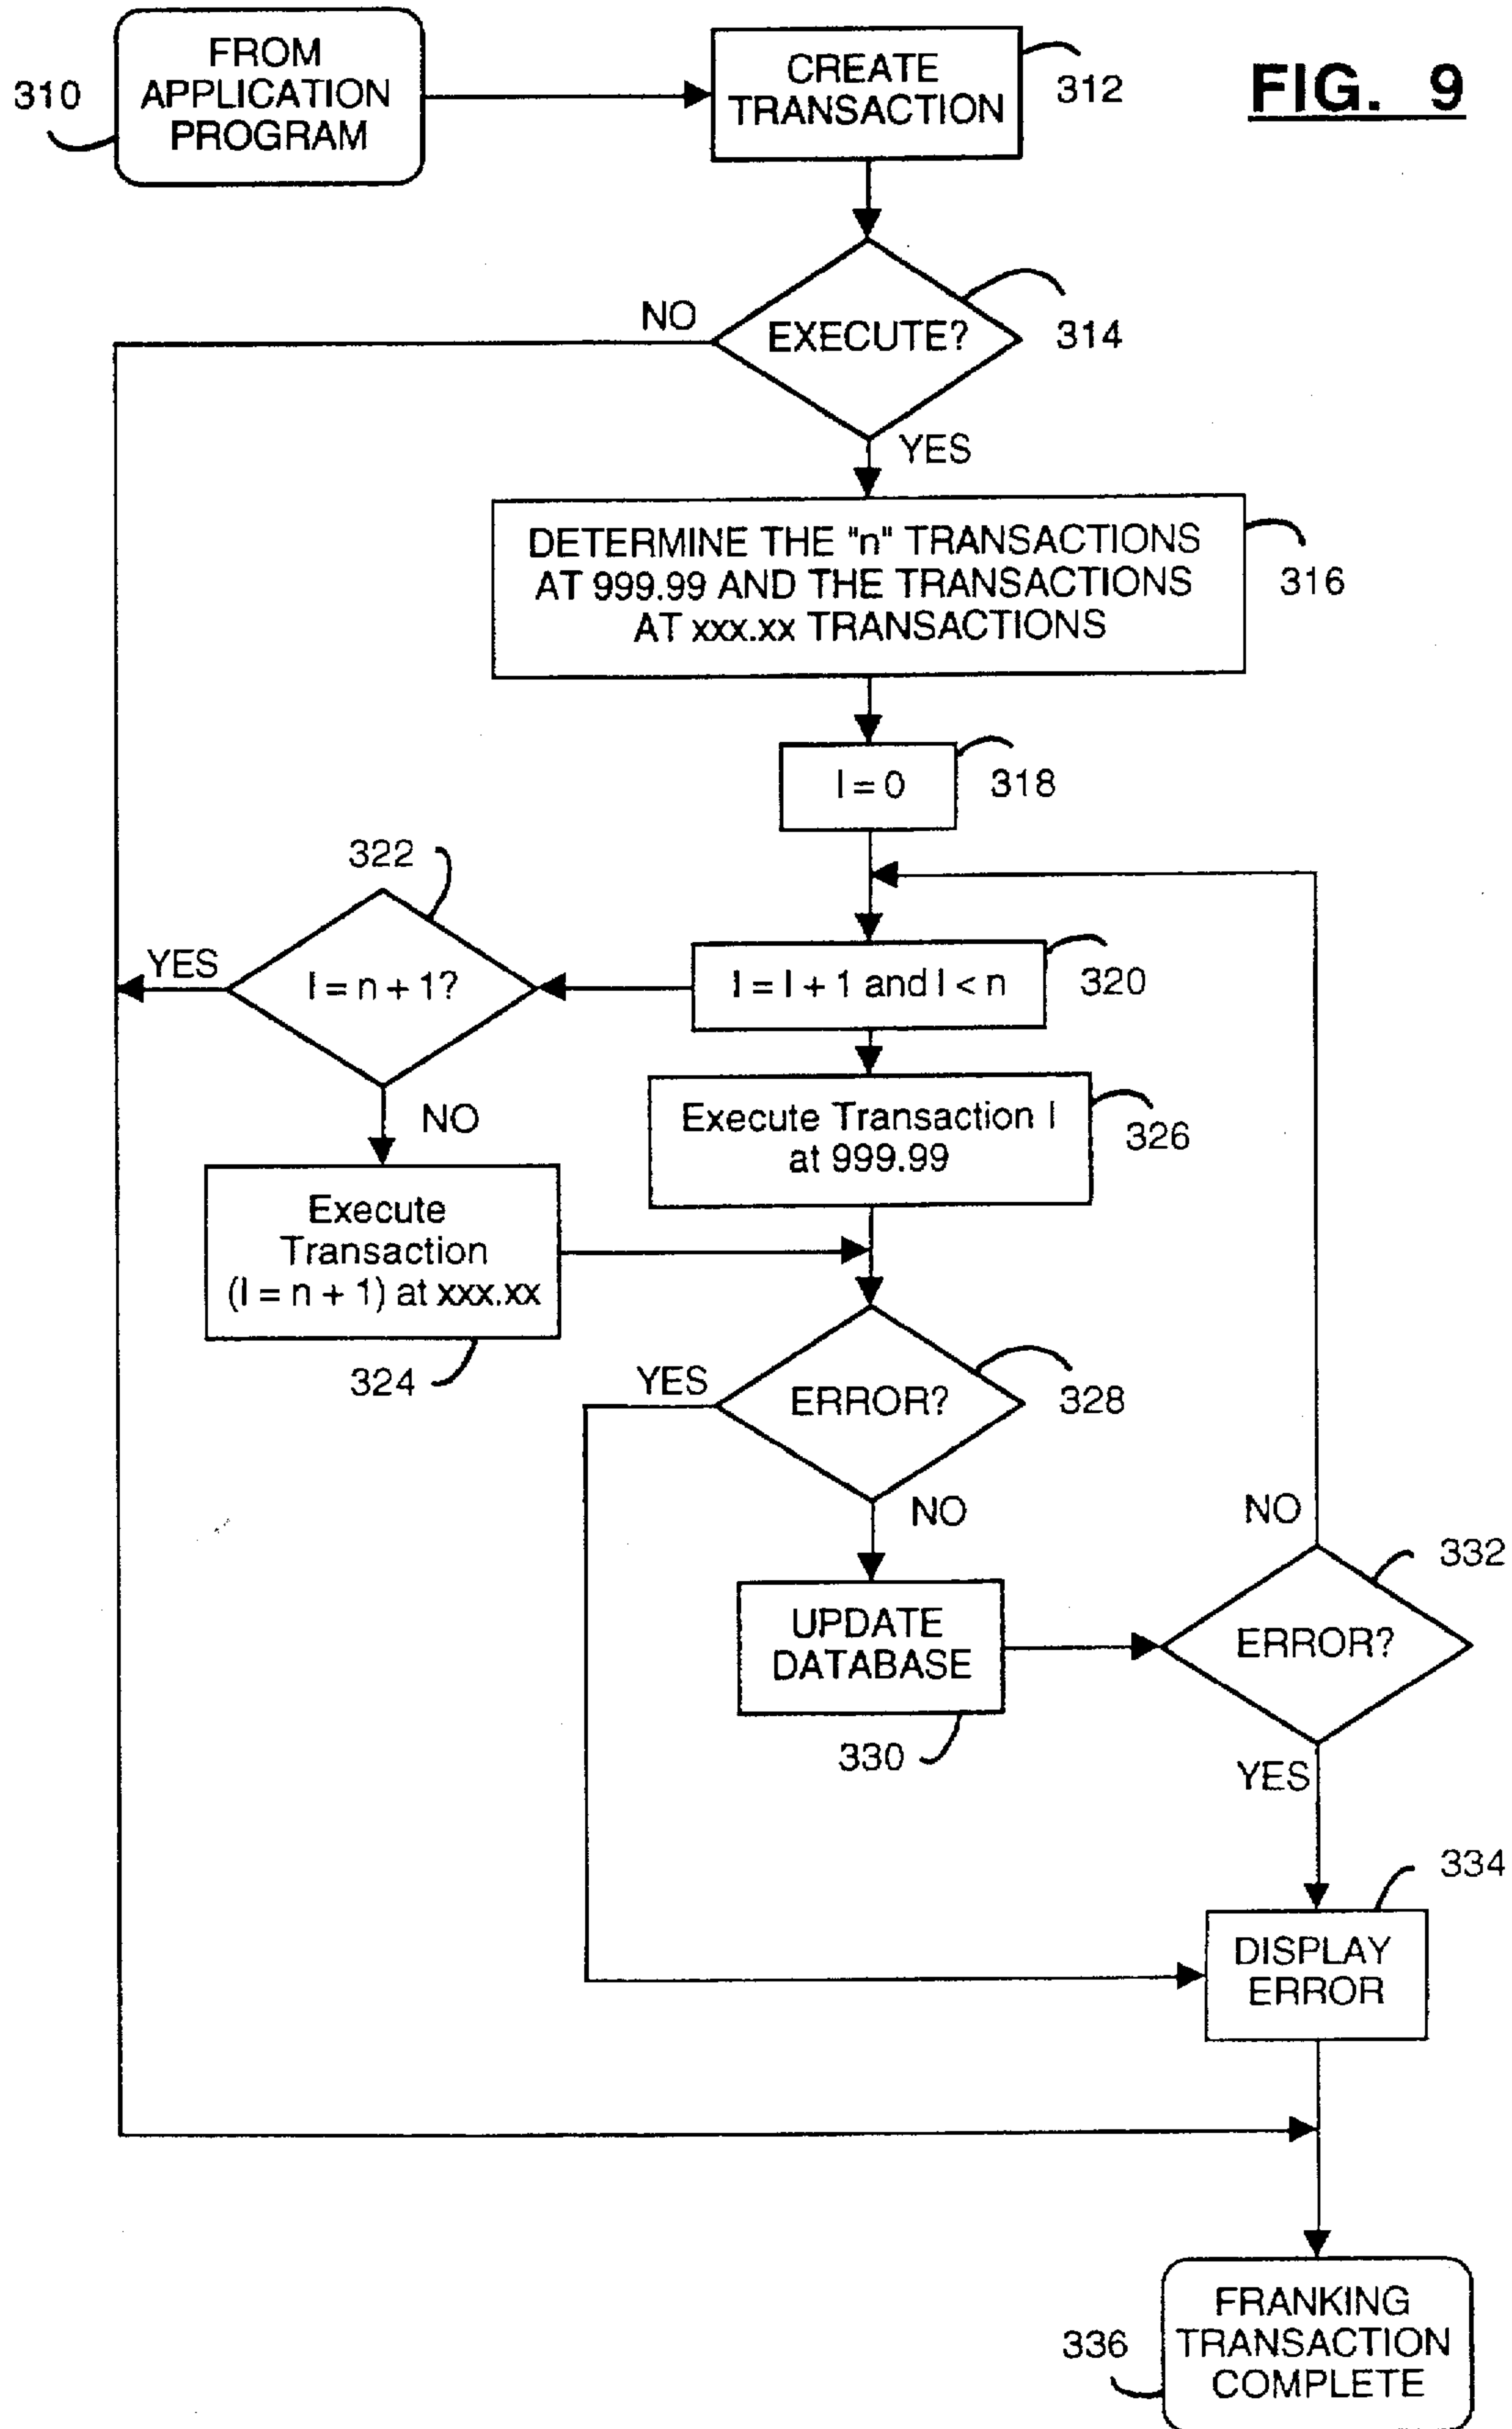 FIG. 9
310
FROM
APPLICATION
PROGRAM
CREATE
TRANSACTION
312
NO
EXECUTE?
314
YES
DETERMINE THE "n" TRANSACTIONS
AT 999.99 AND THE TRANSACTIONS
AT xxx.xx TRANSACTIONS
316
I = 0
318
322
YES
I = n + 1?
I = I + 1 and I < n
320
NO
Execute Transaction I
at 999.99
326
Execute
Transaction
(I = n + 1) at xxx.xx
324
YES
ERROR?
328
NO
NO
332
UPDATE
DATABASE
330
ERROR?
YES
334
DISPLAY
ERROR
336
FRANKING
TRANSACTION
COMPLETE